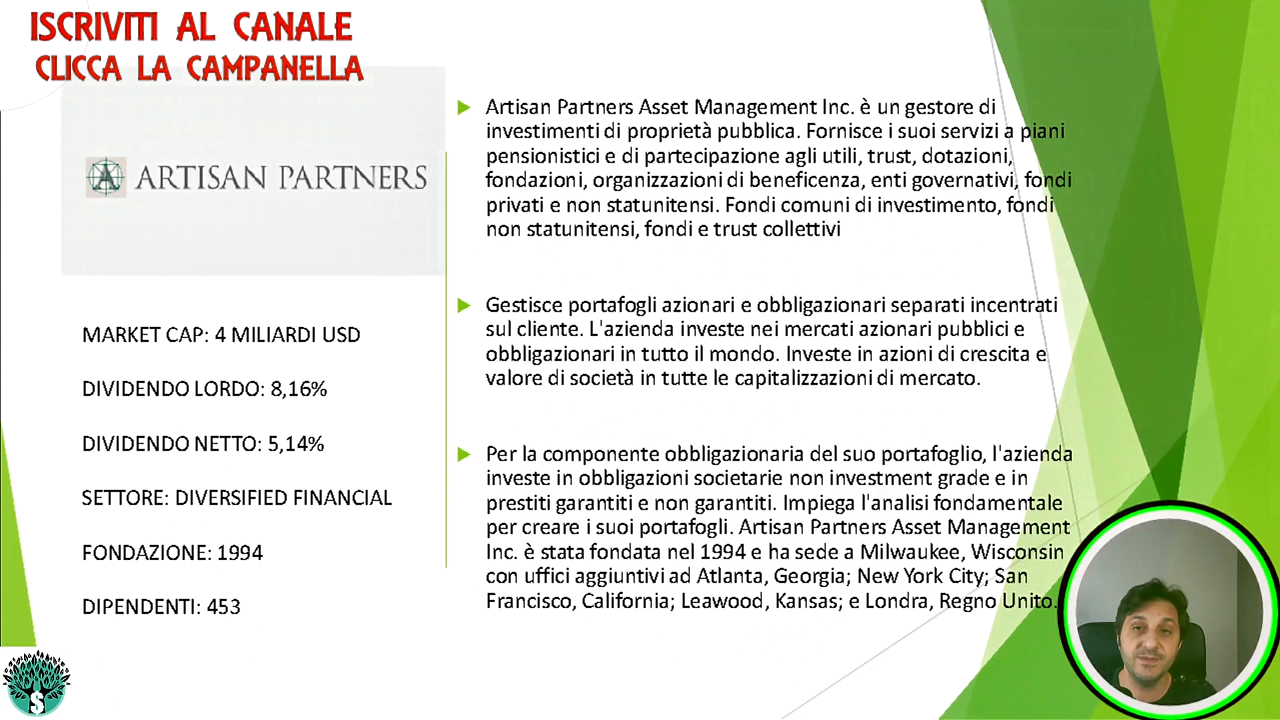 ISCRIVITI AL CANALE
CLICCA LA CAMPANELLA
ARTISAN PARTNERS
MARKET CAP: 4 MILIARDI USD
DIVIDENDO LORDO: 8,16%
DIVIDENDO NETTO: 5,14%
SETTORE: DIVERSIFIED FINANCIAL
FONDAZIONE: 1994
DIPENDENTI: 453
Artisan Partners Asset Management Inc. è un gestore di
investimenti di proprietà pubblica. Fornisce i suoi servizi a piani
pensionistici e di partecipazione agli utili, trust, dotazioni,
fondazioni, organizzazioni di beneficenza, enti governativi, fondi
privati e non statunitensi. Fondi comuni di investimento, fondi
non statunitensi, fondi e trust collettivi
Gestisce portafogli azionari e obbligazionari separati incentrati
sul cliente. L'azienda investe nei mercati azionari pubblici e
obbligazionari in tutto il mondo. Investe in azioni di crescita e
valore di società in tutte le capitalizzazioni di mercato.
Per la componente obbligazionaria del suo portafoglio, l'azienda
investe in obbligazioni societarie non investment grade e in
prestiti garantiti e non garantiti. Impiega l'analisi fondamentale
per creare i suoi portafogli. Artisan Partners Asset Management
Inc. è stata fondata nel 1994 e ha sede a Milwaukee, Wisconsin
con uffici aggiuntivi ad Atlanta, Georgia; New York City; San
Francisco, California; Leawood, Kansas; e Londra, Regno Unito.
$